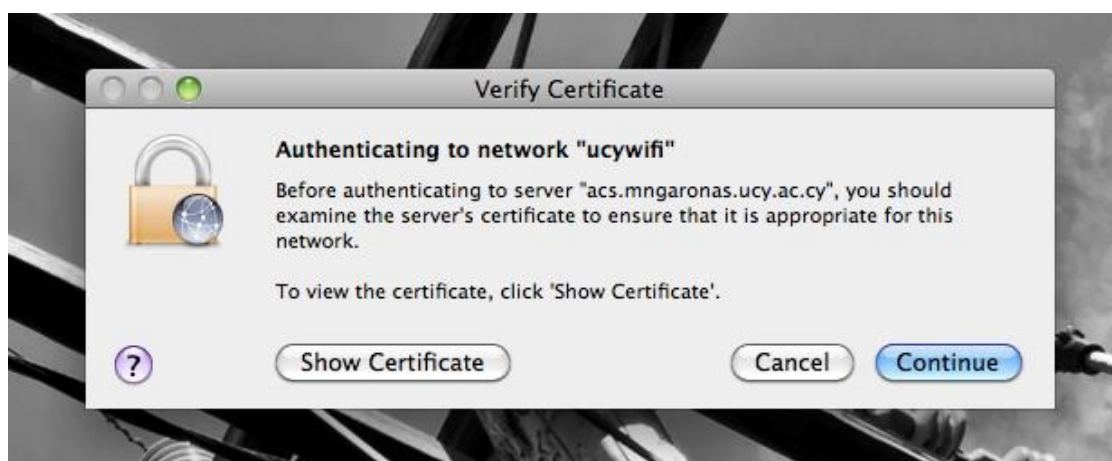 Verify Certificate
Authenticating to network "ucywifi"
Before authenticating to server "acs.mngaronas.ucy.ac.cy", you should
examine the server's certificate to ensure that it is appropriate for this
network.
To view the certificate, click 'Show Certificate'.
?
Show Certificate
Cancel
Continue